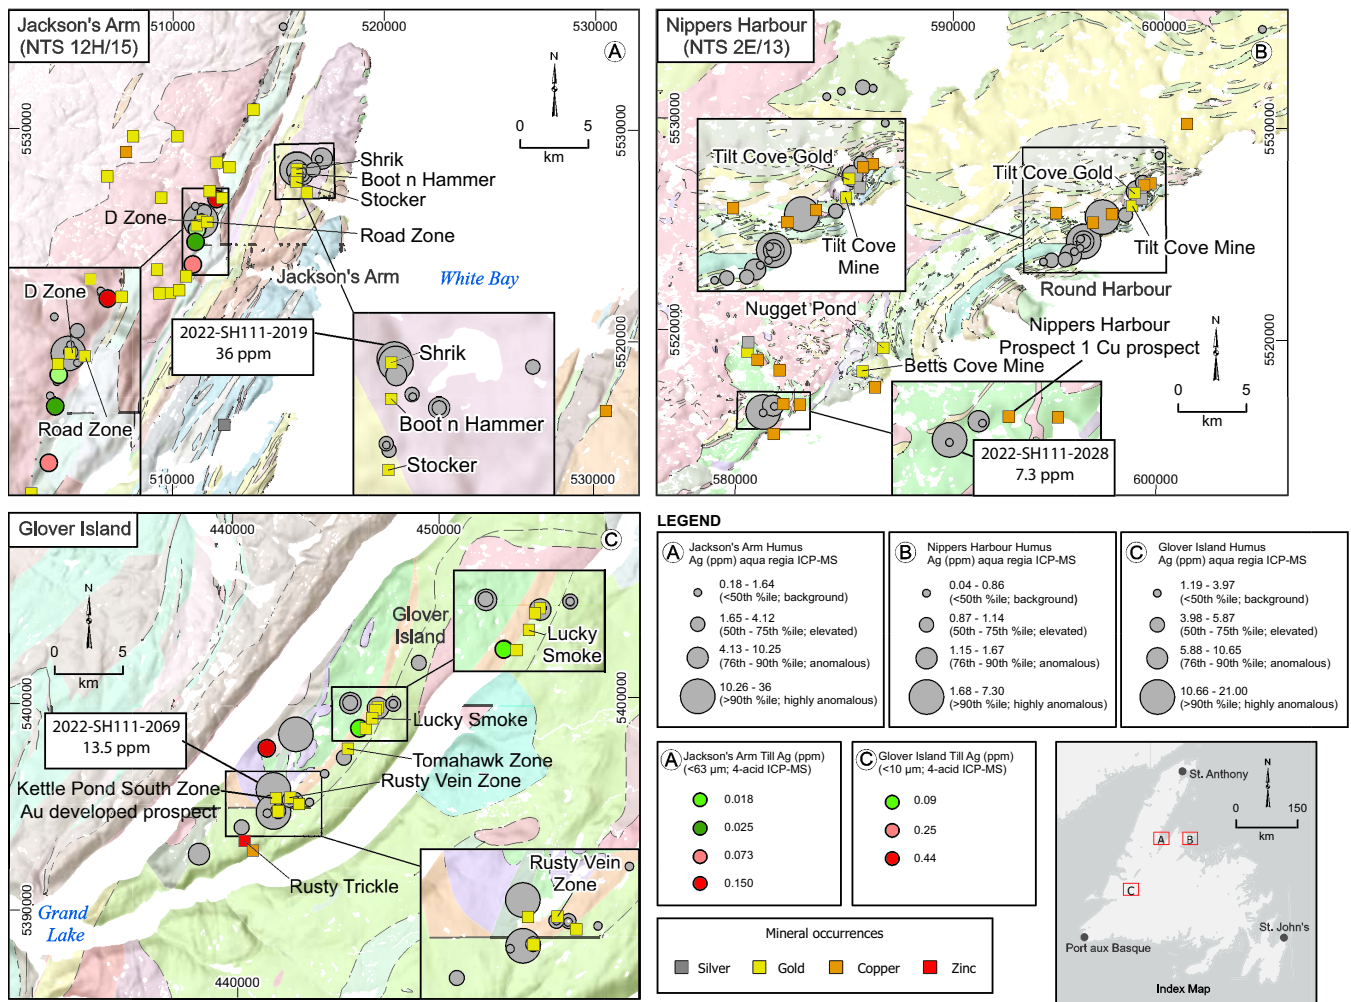 Jackson's Arm
(NTS 12H/15)
510000
520000
530000
A
N
0 5
km
5530000
5530000
Shrik
Boot n Hammer
Stocker
D Zone
Road Zone
Jackson's Arm
White Bay
D Zone
Road Zone
2022-SH111-2019
36 ppm
5520000
Shrik
Boot n Hammer
Stocker
510000
530000
Nippers Harbour
(NTS 2E/13)
590000
600000
B
N
0 5
km
5530000
5530000
Tilt Cove Gold
Tilt Cove
Mine
Tilt Cove Gold
Tilt Cove Mine
Round Harbour
Nugget Pond
Nippers Harbour
Prospect 1 Cu prospect
Betts Cove Mine
5520000
5520000
N
0 5
km
2022-SH111-2028
7.3 ppm
580000
600000
Glover Island
440000
450000
C
N
0 5
km
Glover
Island
Lucky
Smoke
5400000
5400000
2022-SH111-2069
13.5 ppm
Lucky Smoke
Tomahawk Zone
Rusty Vein Zone
Kettle Pond South Zone
Au developed prospect
Rusty Trickle
Rusty Vein
Zone
Grand
Lake
5390000
440000
LEGEND
A Jackson's Arm Humus
Ag (ppm) aqua regia ICP-MS
0.18 - 1.64
(<50th %ile; background)
1.65 - 4.12
(50th - 75th %ile; elevated)
4.13 - 10.25
(76th - 90th %ile; anomalous)
10.26 - 36
(>90th %ile; highly anomalous)
B Nippers Harbour Humus
Ag (ppm) aqua regia ICP-MS
0.04 - 0.86
(<50th %ile; background)
0.87 - 1.14
(50th - 75th %ile; elevated)
1.15 - 1.67
(76th - 90th %ile; anomalous)
1.68 - 7.30
(>90th %ile; highly anomalous)
C Glover Island Humus
Ag (ppm) aqua regia ICP-MS
1.19 - 3.97
(<50th %ile; background)
3.98 - 5.87
(50th - 75th %ile; elevated)
5.88 - 10.65
(76th - 90th %ile; anomalous)
10.66 - 21.00
(>90th %ile; highly anomalous)
A Jackson's Arm Till Ag (ppm)
(<63 µm; 4-acid ICP-MS)
0.018
0.025
0.073
0.150
C Glover Island Till Ag (ppm)
(<10 µm; 4-acid ICP-MS)
0.09
0.25
0.44
Mineral occurrences
Silver Gold Copper Zinc
St. Anthony
N
0 150
km
A
B
C
St. John's
Port aux Basque
Index Map